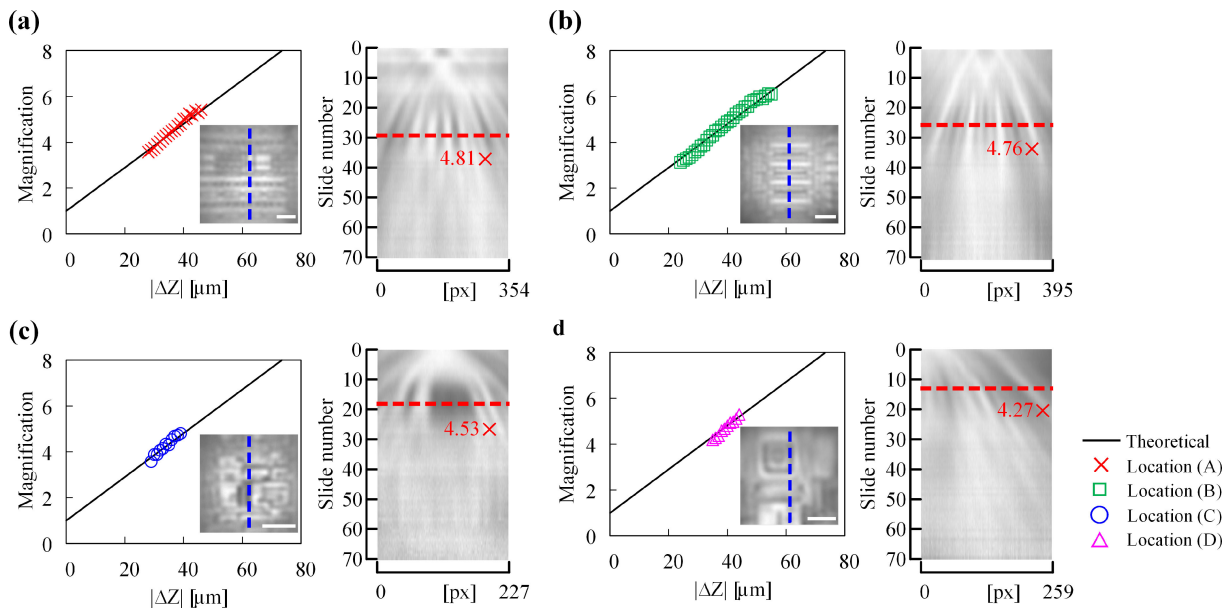 (a)
8
6
4
2
0
Magnification
0 20 40 60 80
|ΔZ| [µm]
0
10
20
30
40
50
60
70
Slide number
4.81×
0 [px] 354
(b)
8
6
4
2
0
Magnification
0 20 40 60 80
|ΔZ| [µm]
0
10
20
30
40
50
60
70
Slide number
4.76×
0 [px] 395
(c)
8
6
4
2
0
Magnification
0 20 40 60 80
|ΔZ| [µm]
0
10
20
30
40
50
60
70
Slide number
4.53×
0 [px] 227
d
8
6
4
2
0
Magnification
0 20 40 60 80
|ΔZ| [µm]
0
10
20
30
40
50
60
70
Slide number
4.27×
0 [px] 259
Theoretical
Location (A)
Location (B)
Location (C)
Location (D)